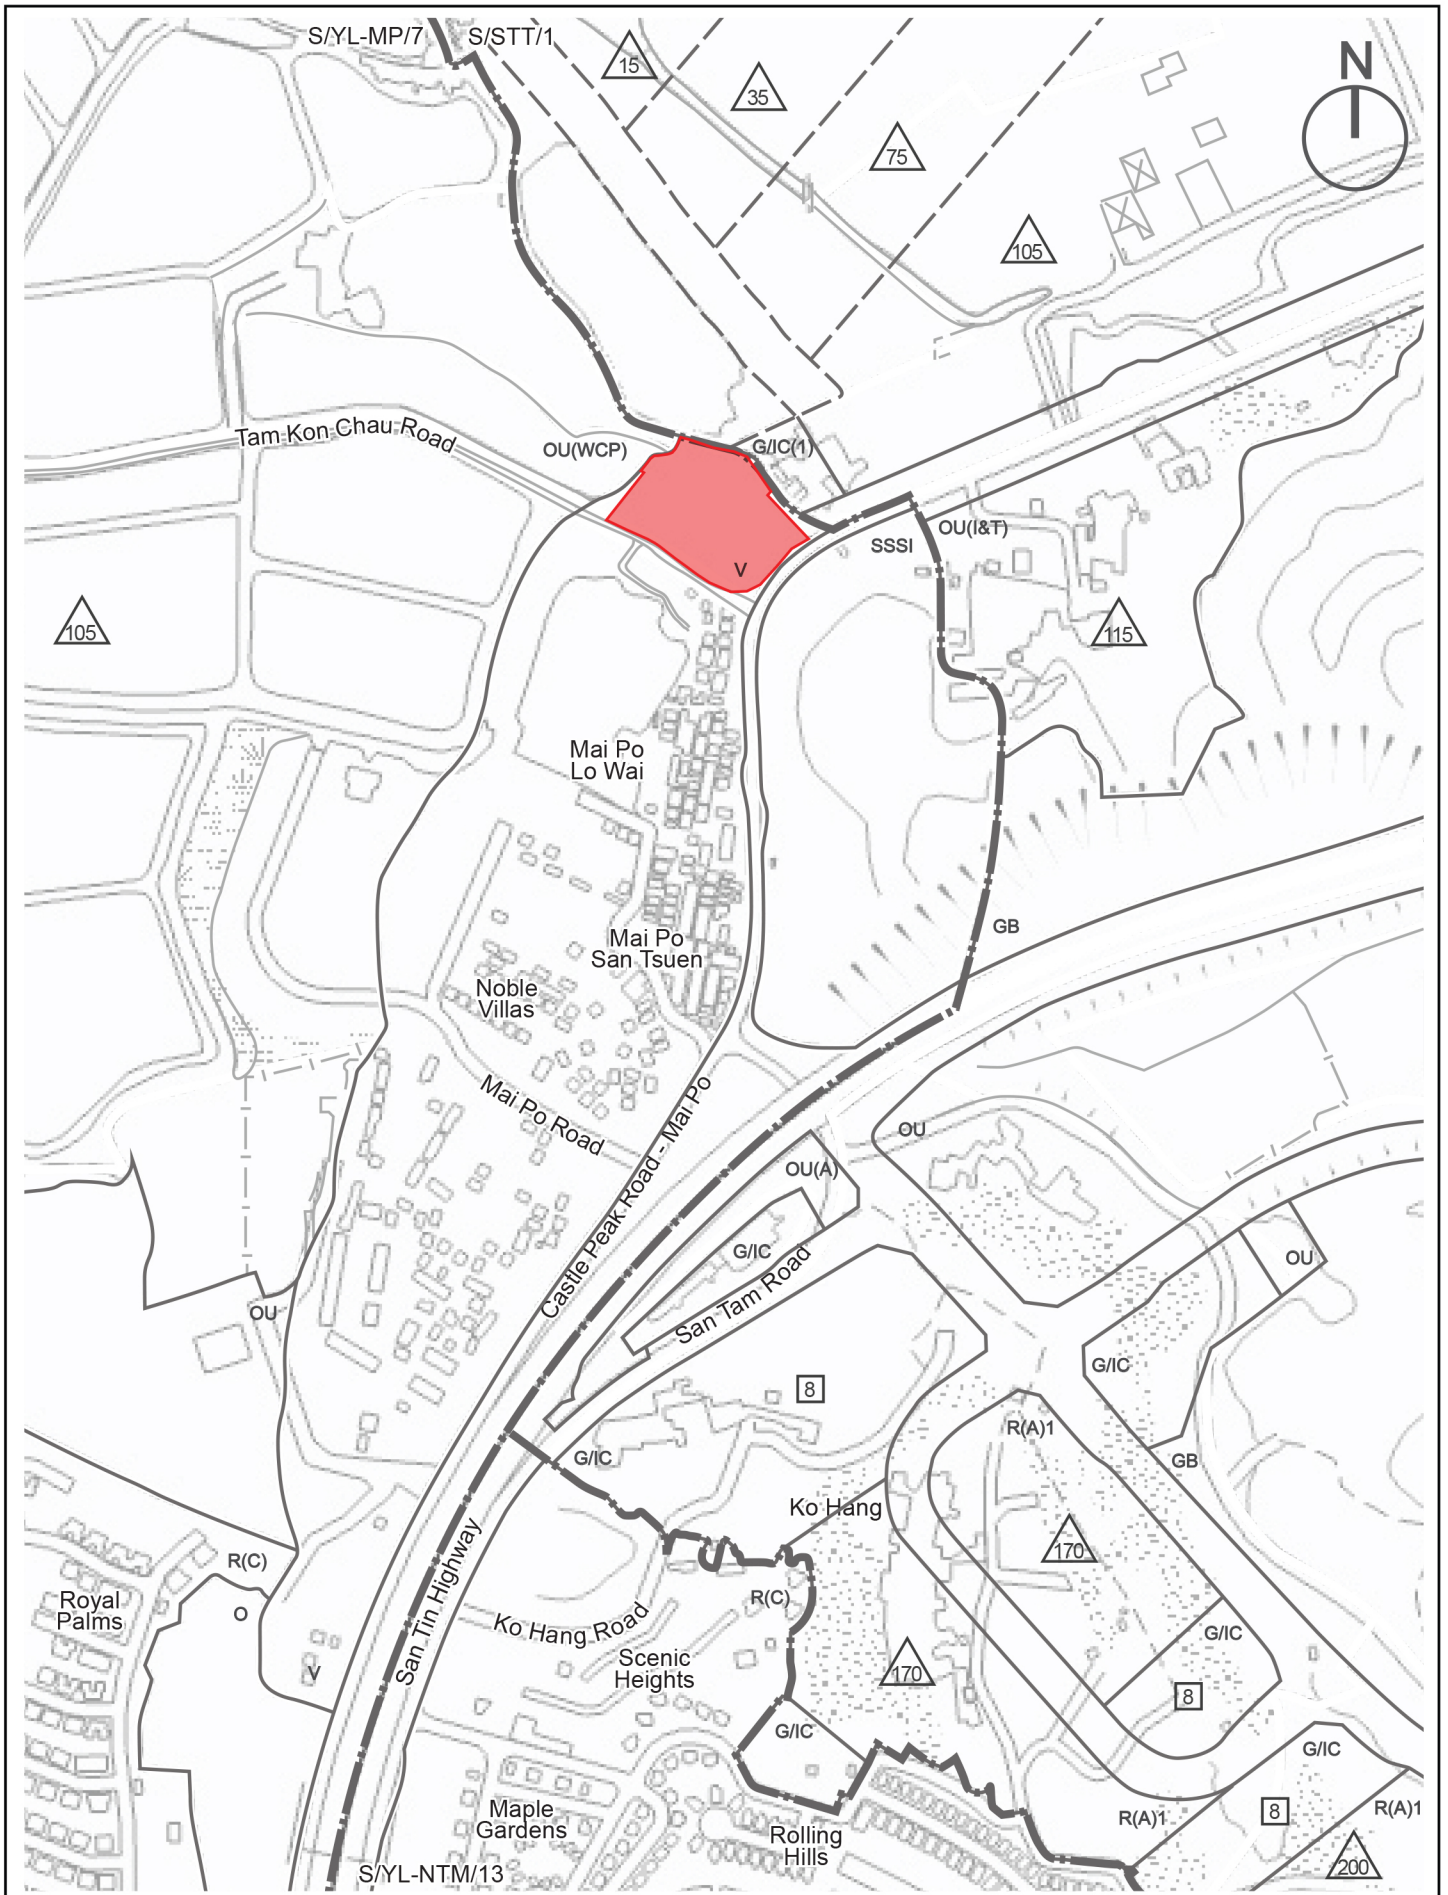 S/YL-MP/7
S/STT/1
15
35
N
75
105
Tam Kon Chau Road
OU(WCP)
G/IC(1)
OU(I&T)
SSSI
V
105
115
Mai Po
Lo Wai
GB
Mai Po
San Tsuen
Noble
Villas
Mai Po Road
Castle Peak Road - Mai Po
OU
OU(A)
G/IC
San Tam Road
OU
OU
G/IC
8
R(A)1
G/IC
GB
Ko Hang
170
R(C)
San Tin Highway
R(C)
Royal
Palms
O
Ko Hang Road
G/IC
Scenic
Heights
170
V
8
G/IC
G/IC
Maple
Gardens
Rolling
Hills
R(A)1
8
R(A)1
200
S/YL-NTM/13